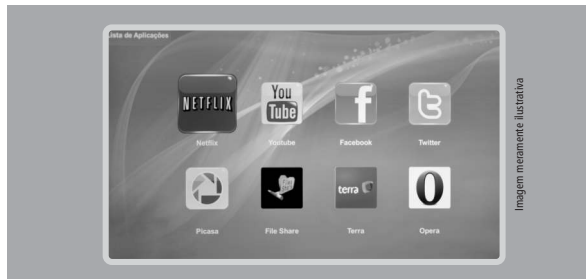 Lista de Aplicações
NETFLIX
You
Tube
f
t
Netflix
Youtube
Facebook
Twitter
terra
O
Picasa
File Share
Terra
Opera
Imagem meramente ilustrativa